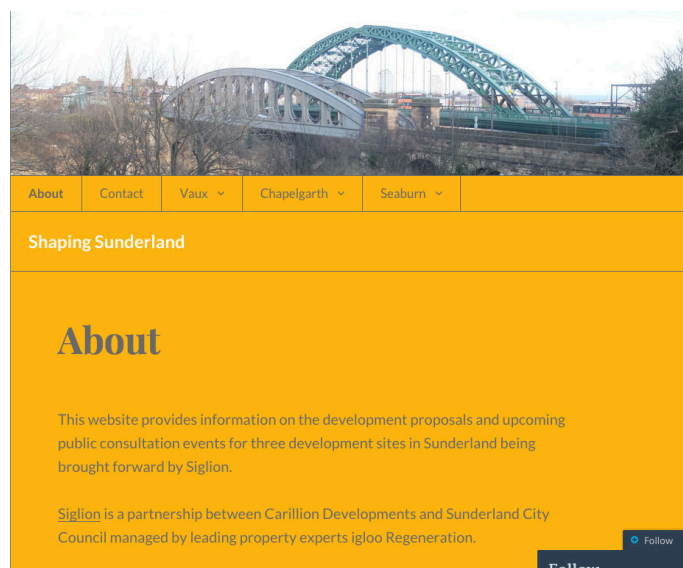 About Contact Vaux Chapelgarth Seaburn
Shaping Sunderland
About
This website provides information on the development proposals and upcoming
public consultation events for three development sites in Sunderland being
brought forward by Siglion.
Siglion is a partnership between Carillion Developments and Sunderland City
Council managed by leading property experts igloo Regeneration.
Follow
Follow